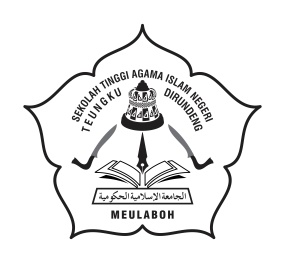 SEKOLAH TINGGI AGAMA ISLAM NEGERI
TEUNGKU DIRUNDENG
الجامعة الإسلامية الحكومية
MEULABOH